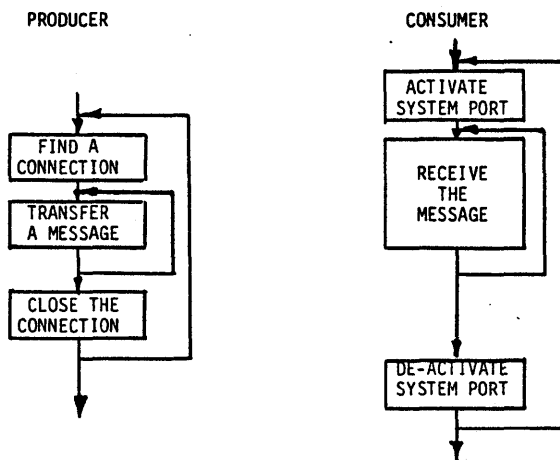 PRODUCER
FIND A
CONNECTION
TRANSFER
A MESSAGE
CLOSE THE
CONNECTION
CONSUMER
ACTIVATE
SYSTEM PORT
RECEIVE
THE
MESSAGE
DE-ACTIVATE
SYSTEM PORT